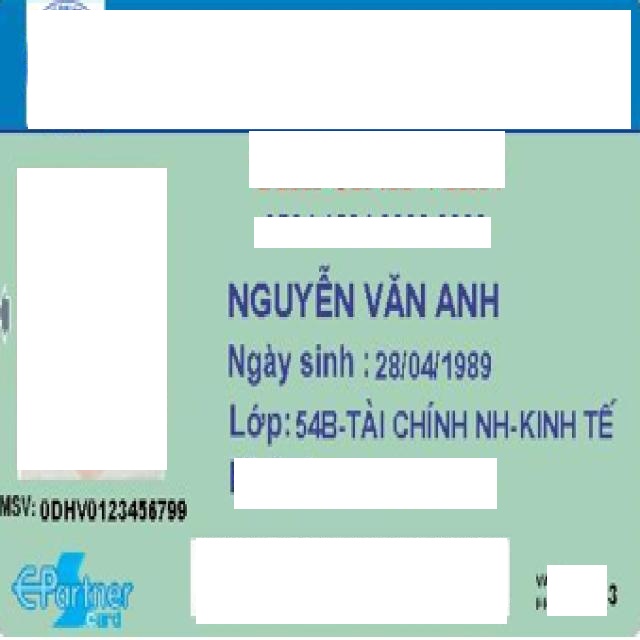 NGUYỄN VĂN ANH
Ngày sinh : 28/04/1989
Lớp: 54B-TÀI CHÍNH NH-KINH TẾ
MSV: 0DHV0123456799
E-Partner
card